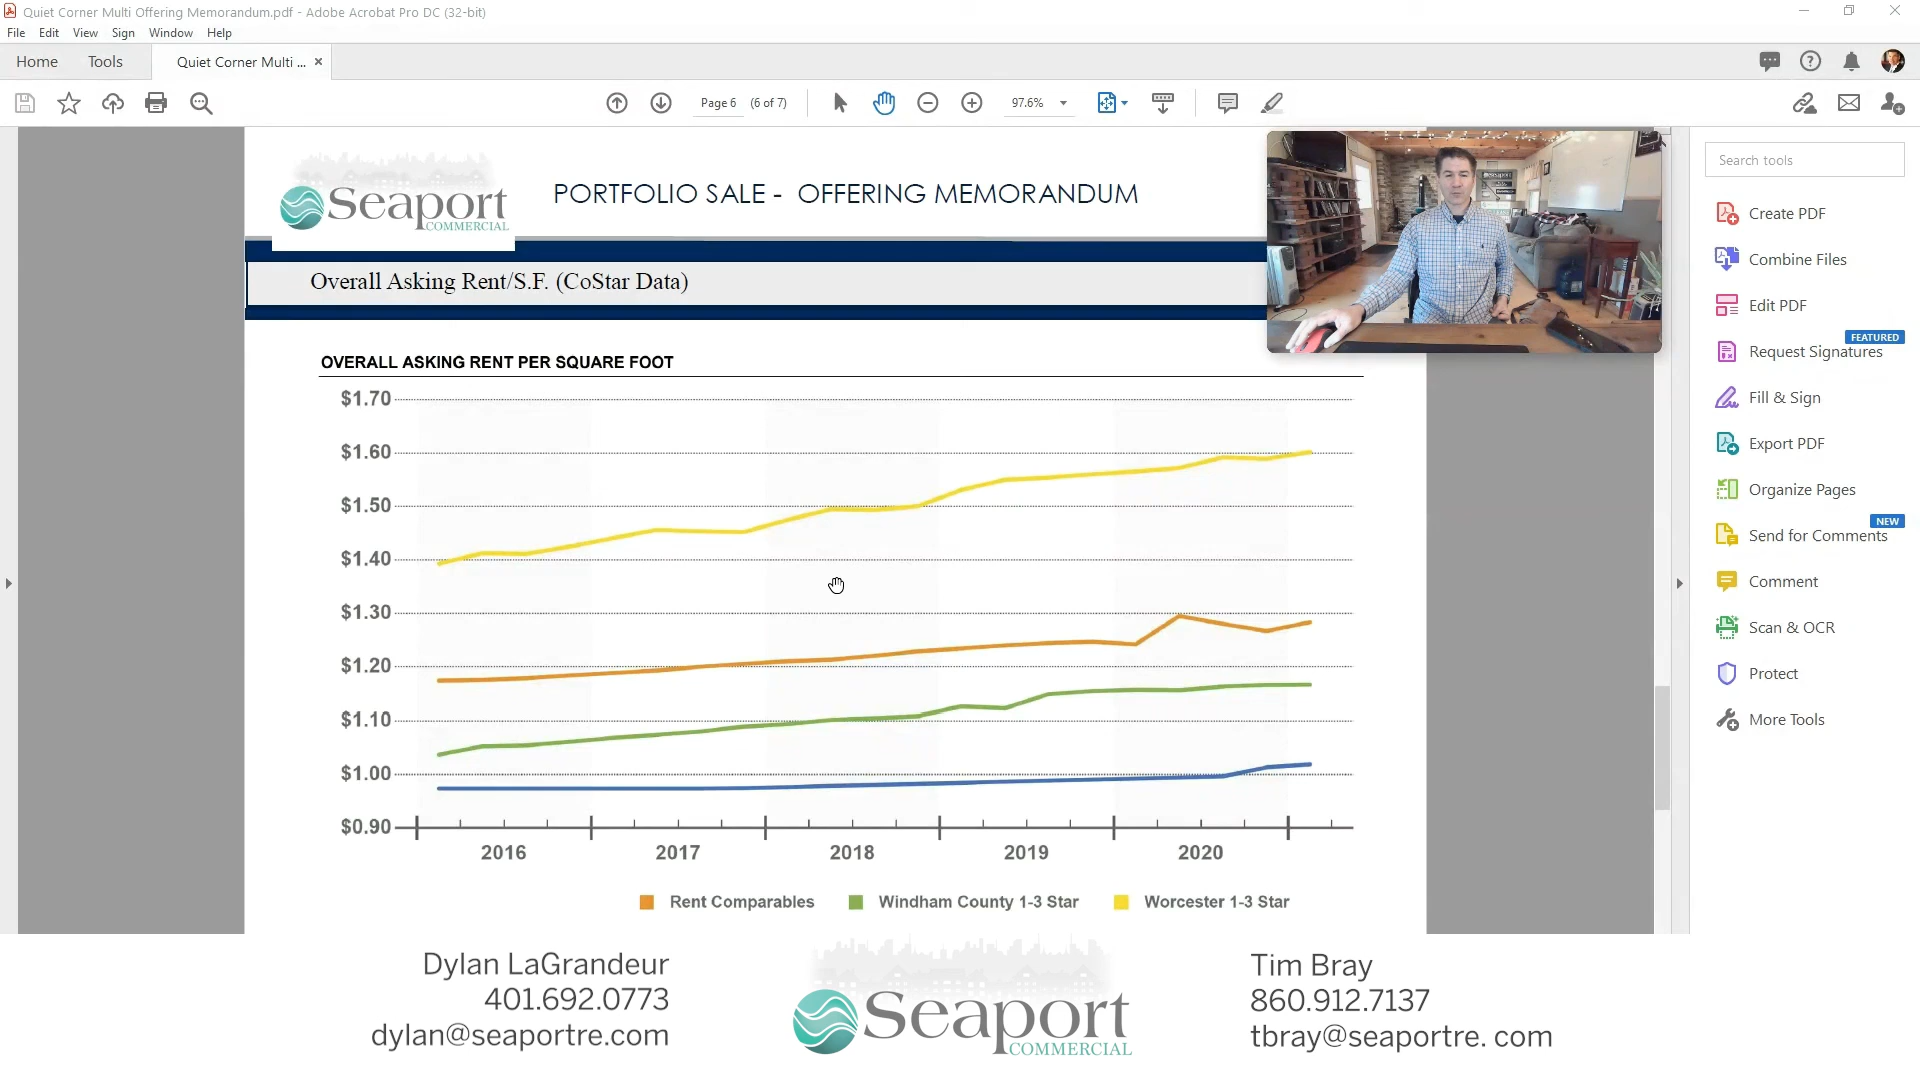 Quiet Corner Multi Offering Memorandum.pdf - Adobe Acrobat Pro DC (32-bit)
File Edit View Sign Window Help
Home Tools Quiet Corner Multi ... ×
Page 6 (6 of 7) 97.6%
Seaport
COMMERCIAL
PORTFOLIO SALE - OFFERING MEMORANDUM
Overall Asking Rent/S.F. (CoStar Data)
OVERALL ASKING RENT PER SQUARE FOOT
$1.70
$1.60
$1.50
$1.40
$1.30
$1.20
$1.10
$1.00
$0.90
2016 2017 2018 2019 2020
Rent Comparables Windham County 1-3 Star Worcester 1-3 Star
Search tools
Create PDF
Combine Files
Edit PDF
FEATURED
Request Signatures
Fill & Sign
Export PDF
Organize Pages
NEW
Send for Comments
Comment
Scan & OCR
Protect
More Tools
Dylan LaGrandeur
401.692.0773
dylan@seaportre.com
Seaport
COMMERCIAL
Tim Bray
860.912.7137
tbray@seaportre. com